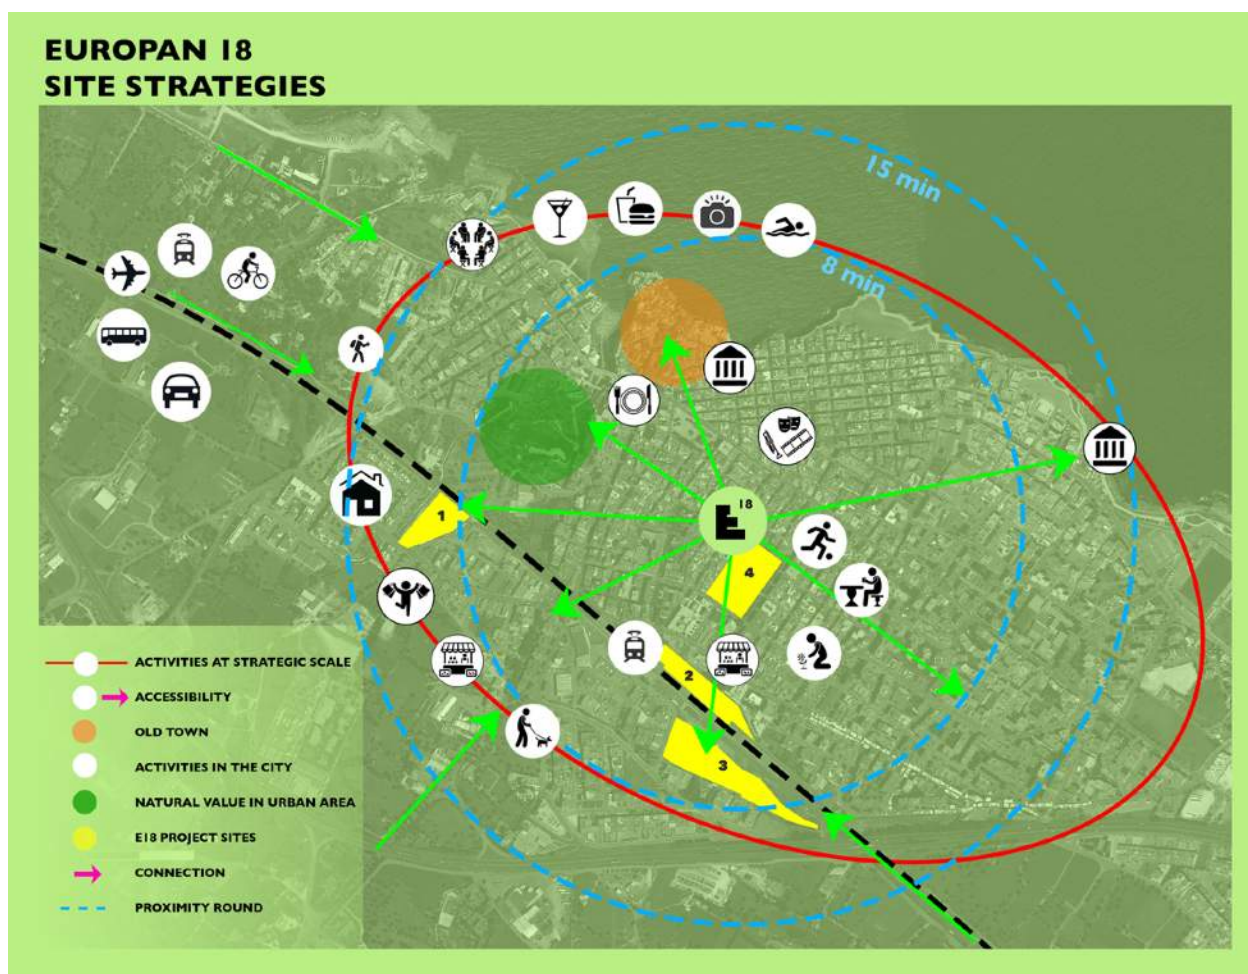 EUROPAN 18
SITE STRATEGIES
15 min
8 min
18
E
1
4
2
3
ACTIVITIES AT STRATEGIC SCALE
ACCESSIBILITY
OLD TOWN
ACTIVITIES IN THE CITY
NATURAL VALUE IN URBAN AREA
E18 PROJECT SITES
CONNECTION
PROXIMITY ROUND